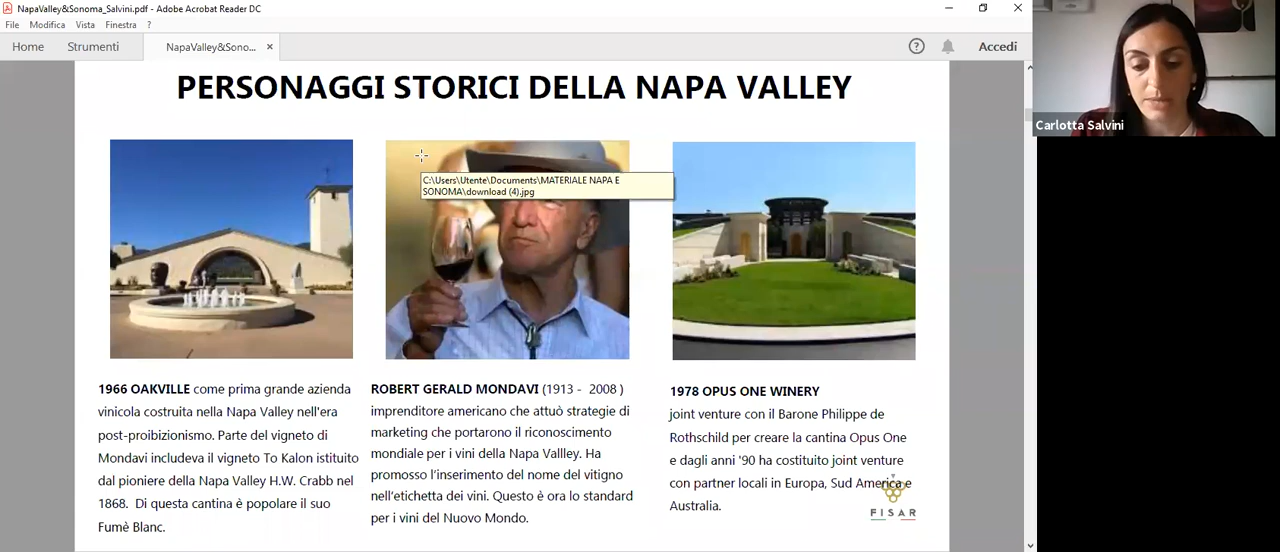 NapaValley&Sonoma_Salvini.pdf - Adobe Acrobat Reader DC
File Modifica Vista Finestra ?
Home Strumenti NapaValley&Sono... Accedi
PERSONAGGI STORICI DELLA NAPA VALLEY
C:\Users\Utente\Documents\MATERIALE NAPA E
SONOMA\download (4).jpg
1966 OAKVILLE come prima grande azienda
vinicola costruita nella Napa Valley nell'era
post-proibizionismo. Parte del vigneto di
Mondavi includeva il vigneto To Kalon istituito
dal pioniere della Napa Valley H.W. Crabb nel
1868. Di questa cantina è popolare il suo
Fumè Blanc.
ROBERT GERALD MONDAVI (1913 - 2008 )
imprenditore americano che attuò strategie di
marketing che portarono il riconoscimento
mondiale per i vini della Napa Vallley. Ha
promosso l'inserimento del nome del vitigno
nell'etichetta dei vini. Questo è ora lo standard
per i vini del Nuovo Mondo.
1978 OPUS ONE WINERY
joint venture con il Barone Philippe de
Rothschild per creare la cantina Opus One
e dagli anni '90 ha costituito joint venture
con partner locali in Europa, Sud America e
Australia.
FISAR
Carlotta Salvini